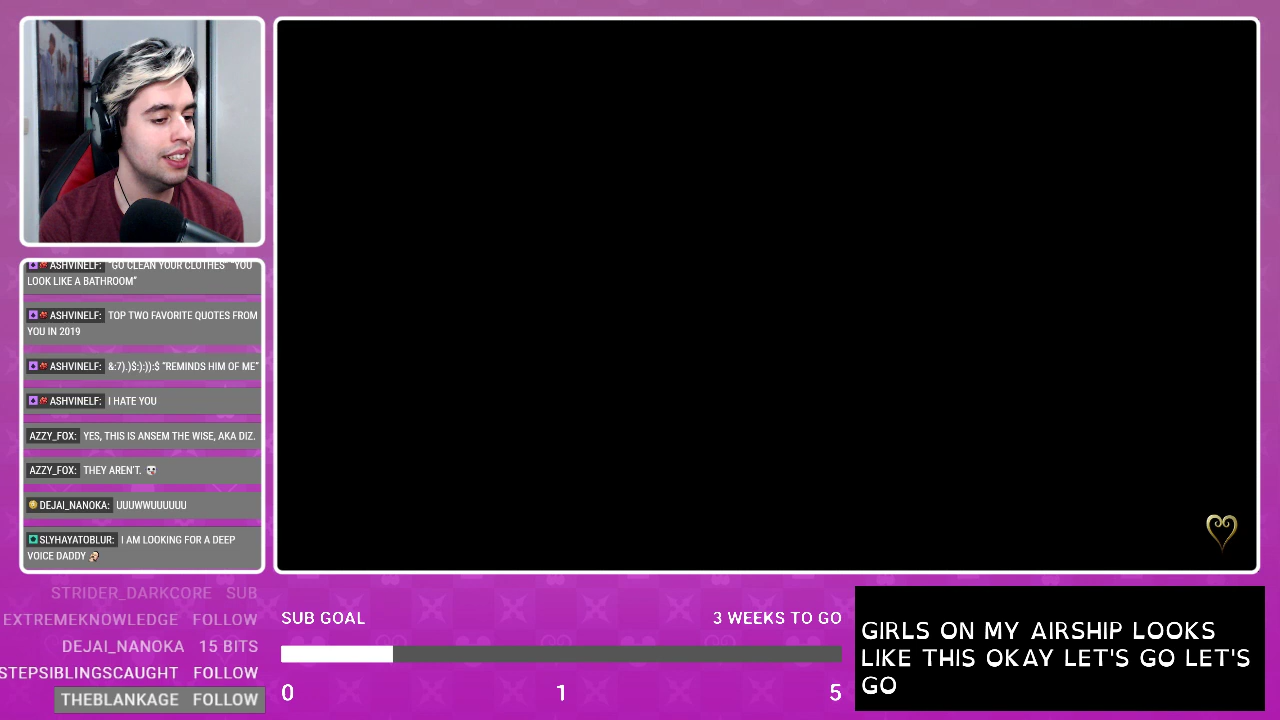 ASHVINELF: "GO CLEAN YOUR CLOTHES" "YOU
LOOK LIKE A BATHROOM"
ASHVINELF: TOP TWO FAVORITE QUOTES FROM
YOU IN 2019
ASHVINELF: &:7).)$:):)):$ "REMINDS HIM OF ME"
ASHVINELF: I HATE YOU
AZZY_FOX: YES, THIS IS ANSEM THE WISE, AKA DIZ.
AZZY_FOX: THEY AREN'T.
DEJAI_NANOKA: UUUWWUUUUUU
SLYHAYATOBLUR: I AM LOOKING FOR A DEEP
VOICE DADDY
STRIDER_DARKCORE SUB
EXTREMEKNOWLEDGE FOLLOW
DEJAI_NANOKA 15 BITS
STEPSIBLINGSCAUGHT FOLLOW
THEBLANKAGE FOLLOW
SUB GOAL 3 WEEKS TO GO
0 1 5
GIRLS ON MY AIRSHIP LOOKS
LIKE THIS OKAY LET'S GO LET'S
GO